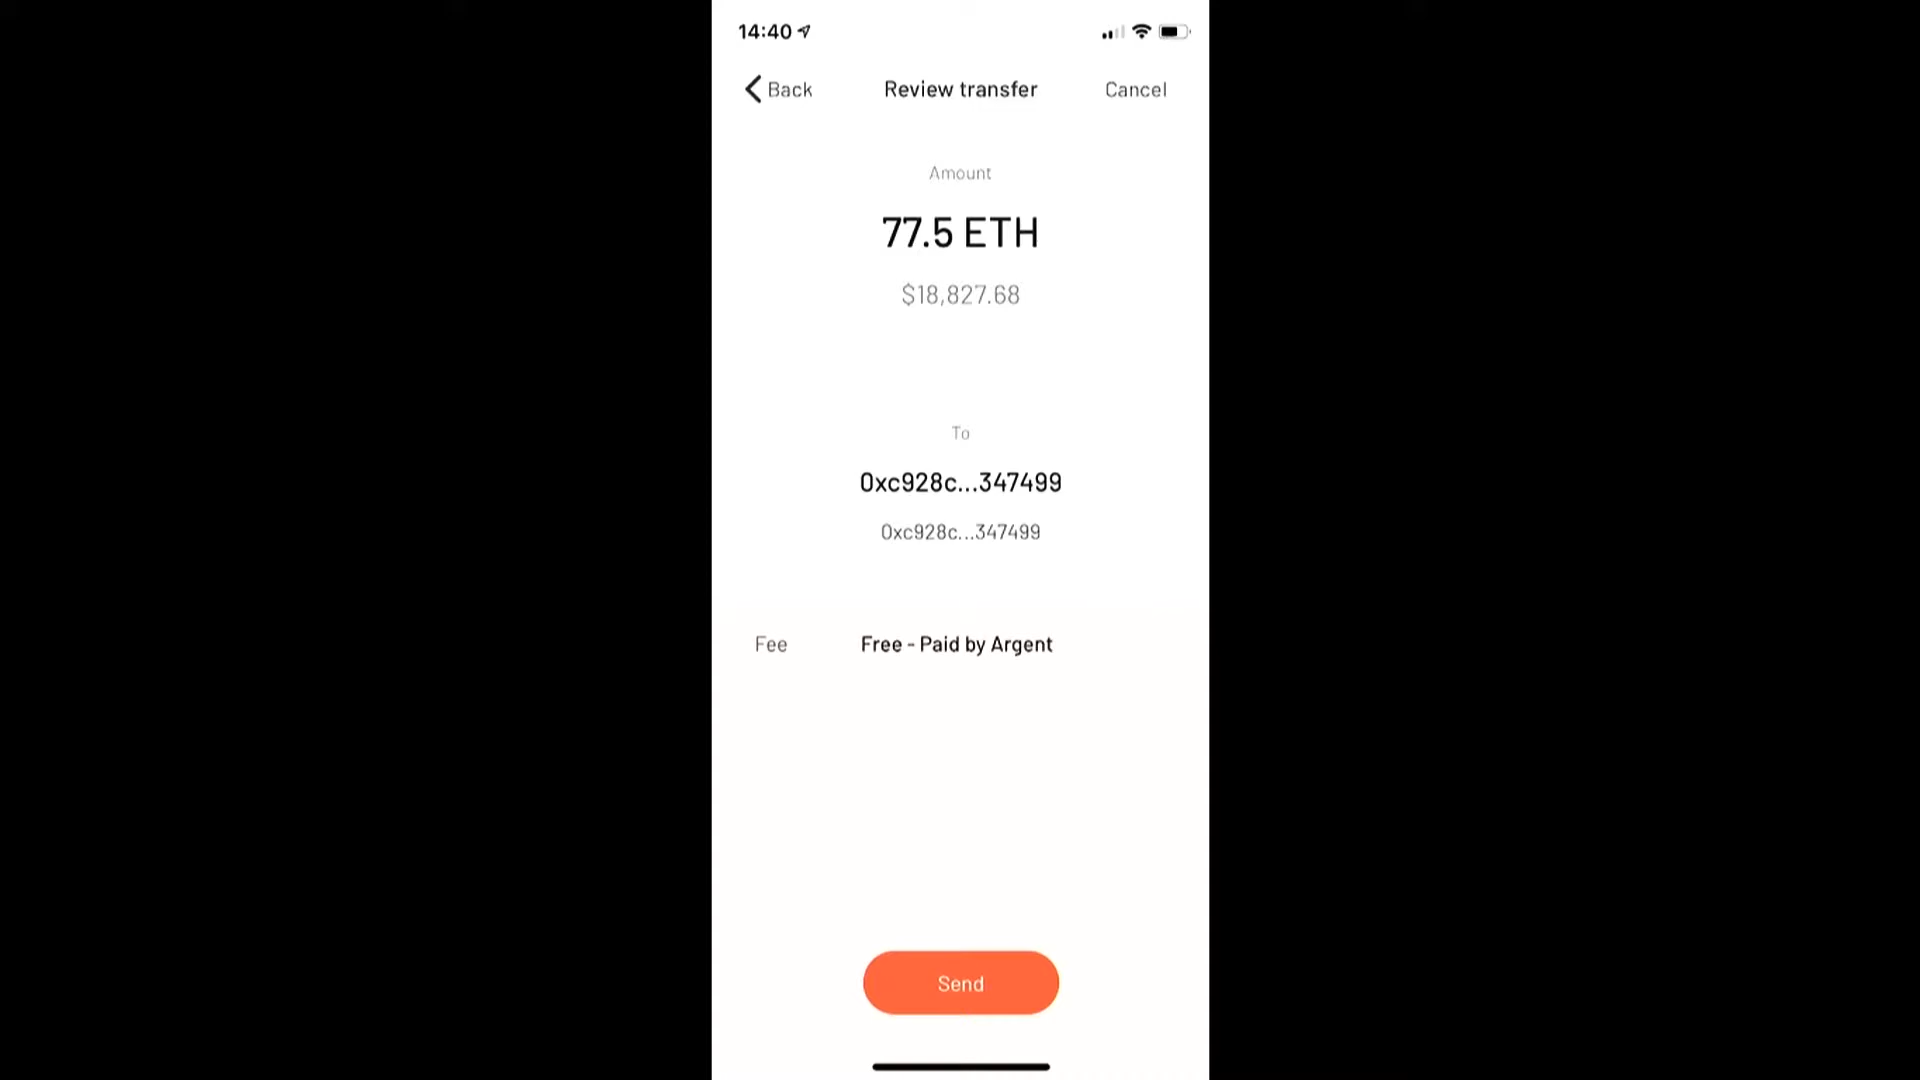 14:40
Back Review transfer Cancel
Amount
77.5 ETH
$18,827.68
To
0xc928c...347499
0xc928c...347499
Fee Free - Paid by Argent
Send